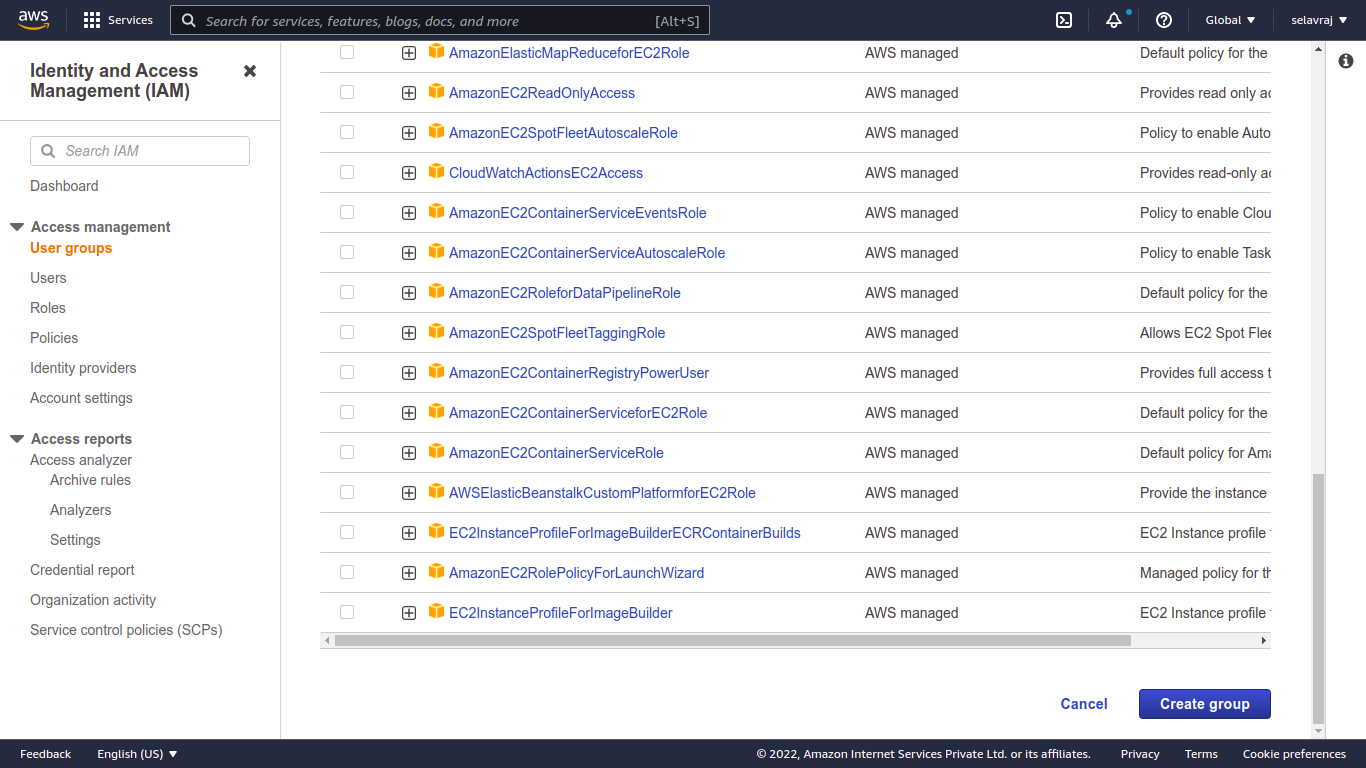 aws
Services
Search for services, features, blogs, docs, and more
[Alt+S]
Global
selavraj
Identity and Access
Management (IAM)
Search IAM
Dashboard
Access management
User groups
Users
Roles
Policies
Identity providers
Account settings
Access reports
Access analyzer
Archive rules
Analyzers
Settings
Credential report
Organization activity
Service control policies (SCPs)
AmazonElasticMapReduceforEC2Role AWS managed Default policy for the
AmazonEC2ReadOnlyAccess AWS managed Provides read only ac
AmazonEC2SpotFleetAutoscaleRole AWS managed Policy to enable Auto
CloudWatchActionsEC2Access AWS managed Provides read-only ac
AmazonEC2ContainerServiceEventsRole AWS managed Policy to enable Clou
AmazonEC2ContainerServiceAutoscaleRole AWS managed Policy to enable Task
AmazonEC2RoleforDataPipelineRole AWS managed Default policy for the
AmazonEC2SpotFleetTaggingRole AWS managed Allows EC2 Spot Flee
AmazonEC2ContainerRegistryPowerUser AWS managed Provides full access t
AmazonEC2ContainerServiceforEC2Role AWS managed Default policy for the
AmazonEC2ContainerServiceRole AWS managed Default policy for Ama
AWSElasticBeanstalkCustomPlatformforEC2Role AWS managed Provide the instance
EC2InstanceProfileForImageBuilderECRContainerBuilds AWS managed EC2 Instance profile
AmazonEC2RolePolicyForLaunchWizard AWS managed Managed policy for th
EC2InstanceProfileForImageBuilder AWS managed EC2 Instance profile
Cancel
Create group
Feedback
English (US)
© 2022, Amazon Internet Services Private Ltd. or its affiliates.
Privacy
Terms
Cookie preferences